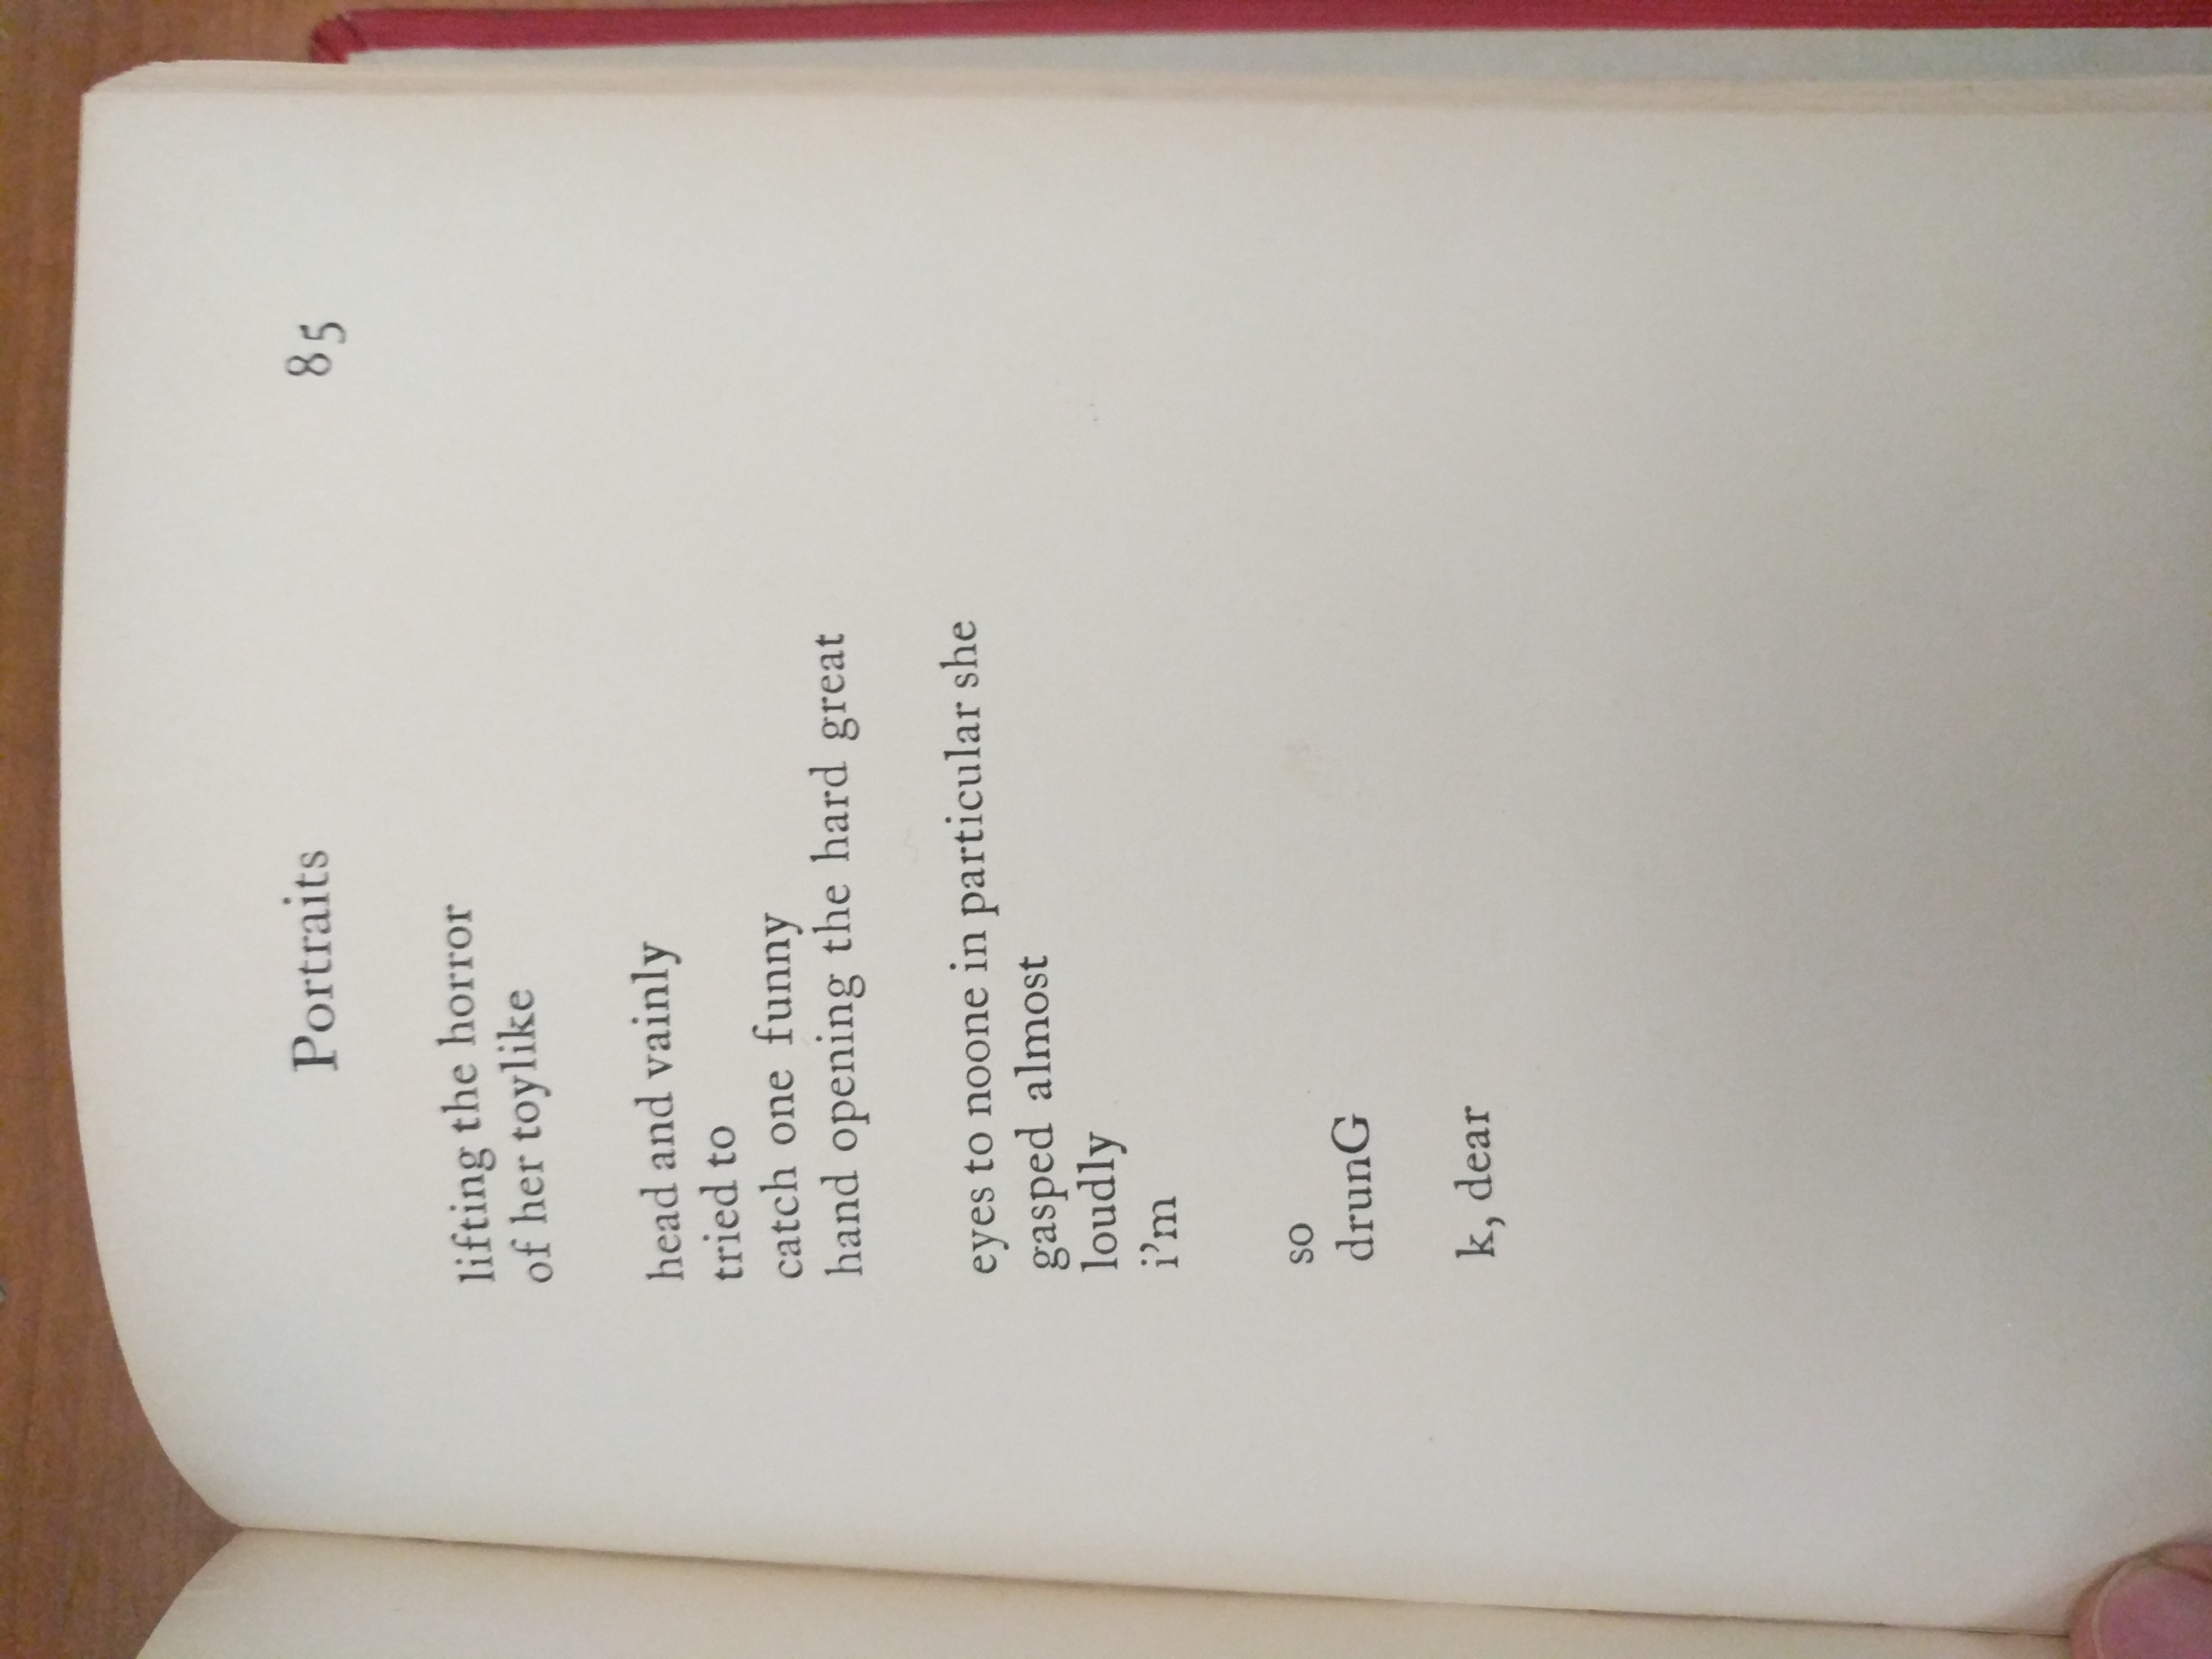 Portraits 85
lifting the horror
of her toylike
head and vainly
tried to
catch one funny
hand opening the hard great
eyes to noone in particular she
gasped almost
loudly
i’m
so
drunG
k, dear